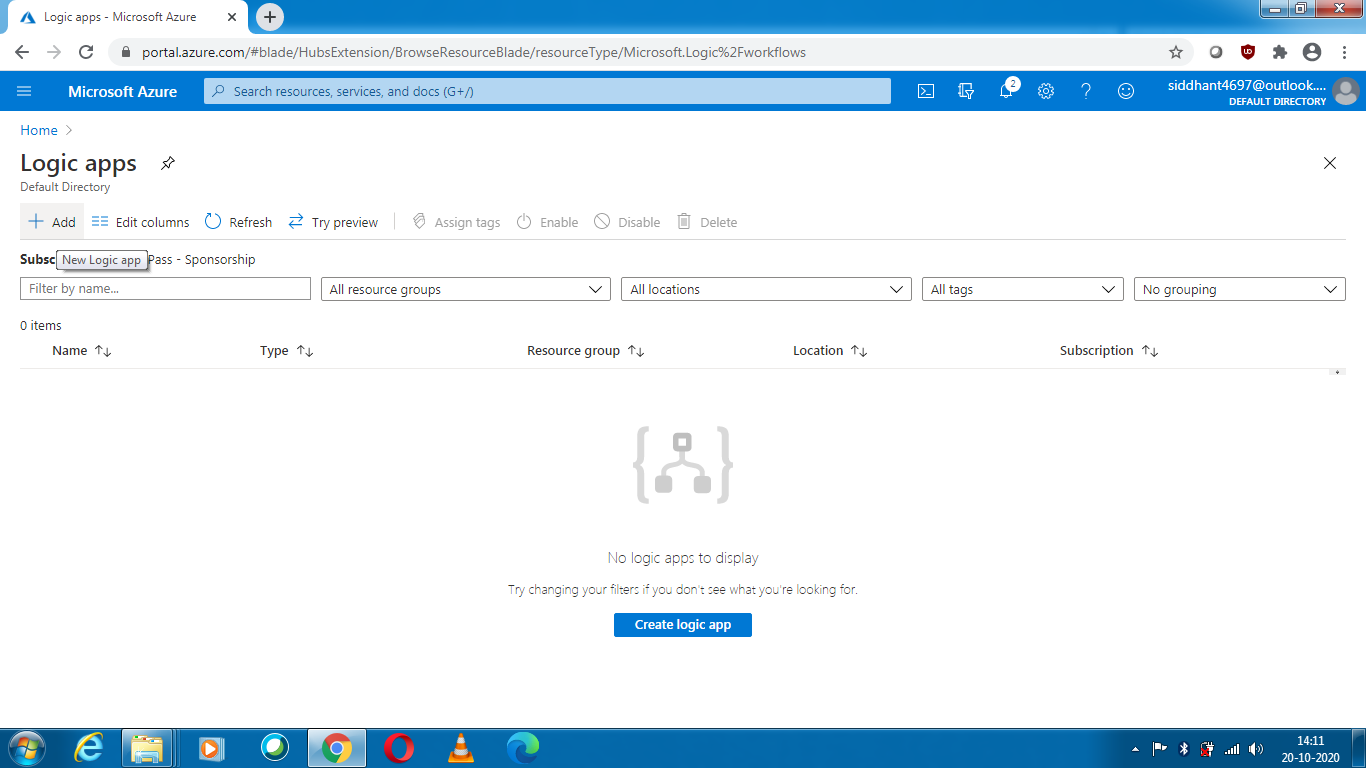 Logic apps - Microsoft Azure
portal.azure.com/#blade/HubsExtension/BrowseResourceBlade/resourceType/Microsoft.Logic%2Fworkflows
Microsoft Azure
Search resources, services, and docs (G+/)
2
siddhant4697@outlook....
DEFAULT DIRECTORY
Home
Logic apps
Default Directory
Add Edit columns Refresh Try preview Assign tags Enable Disable Delete
Subsc New Logic app Pass - Sponsorship
Filter by name... All resource groups All locations All tags No grouping
0 items
Name Type Resource group Location Subscription
No logic apps to display
Try changing your filters if you don't see what you're looking for.
Create logic app
14:11
20-10-2020